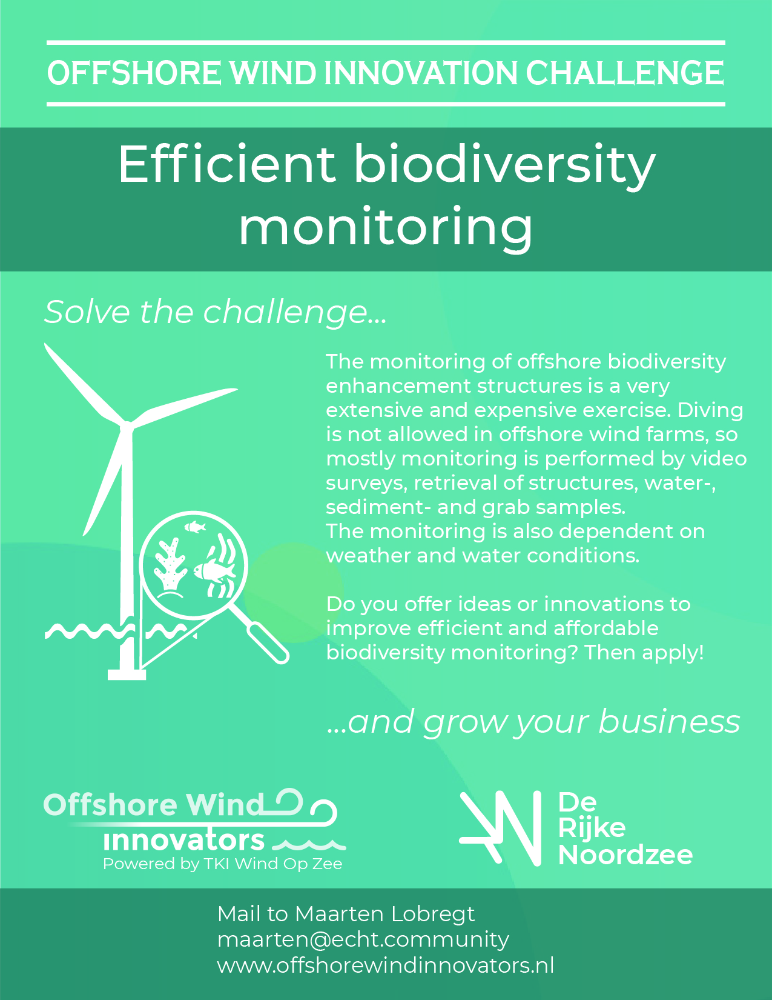 OFFSHORE WIND INNOVATION CHALLENGE
Efficient biodiversity
monitoring
Solve the challenge...
The monitoring of offshore biodiversity
enhancement structures is a very
extensive and expensive exercise. Diving
is not allowed in offshore wind farms, so
mostly monitoring is performed by video
surveys, retrieval of structures, water-,
sediment- and grab samples.
The monitoring is also dependent on
weather and water conditions.
Do you offer ideas or innovations to
improve efficient and affordable
biodiversity monitoring? Then apply!
...and grow your business
Offshore Wind
innovators
Powered by TKI Wind Op Zee
De
Rijke
Noordzee
Mail to Maarten Lobregt
maarten@echt.community
www.offshorewindinnovators.nl